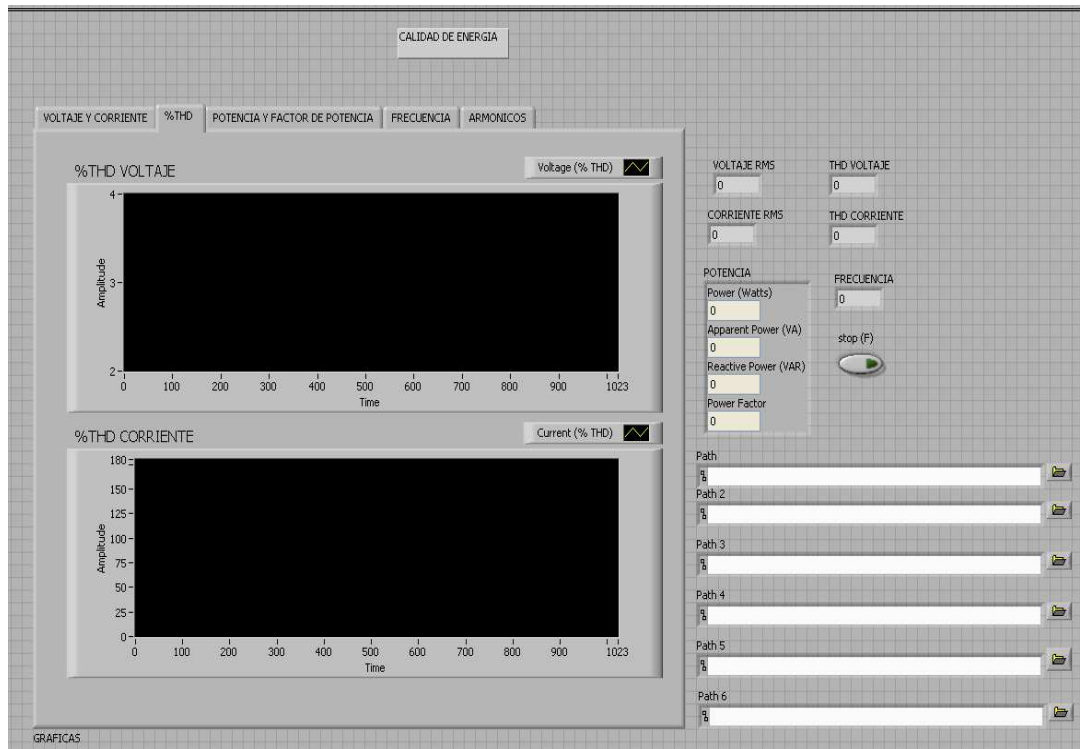 CALIDAD DE ENERGIA
VOLTAJE Y CORRIENTE
%THD
POTENCIA Y FACTOR DE POTENCIA
FRECUENCIA
ARMONICOS
%THD VOLTAJE
Voltage (% THD)
Amplitude
4
3
2
0 100 200 300 400 500 600 700 800 900 1023
Time
%THD CORRIENTE
Current (% THD)
Amplitude
180
150
125
100
75
50
25
0
0 100 200 300 400 500 600 700 800 900 1023
Time
GRAFICAS
VOLTAJE RMS
0
THD VOLTAJE
0
CORRIENTE RMS
0
THD CORRIENTE
0
POTENCIA
Power (Watts)
0
Apparent Power (VA)
0
Reactive Power (VAR)
0
Power Factor
0
FRECUENCIA
0
stop (F)
Path
Path 2
Path 3
Path 4
Path 5
Path 6